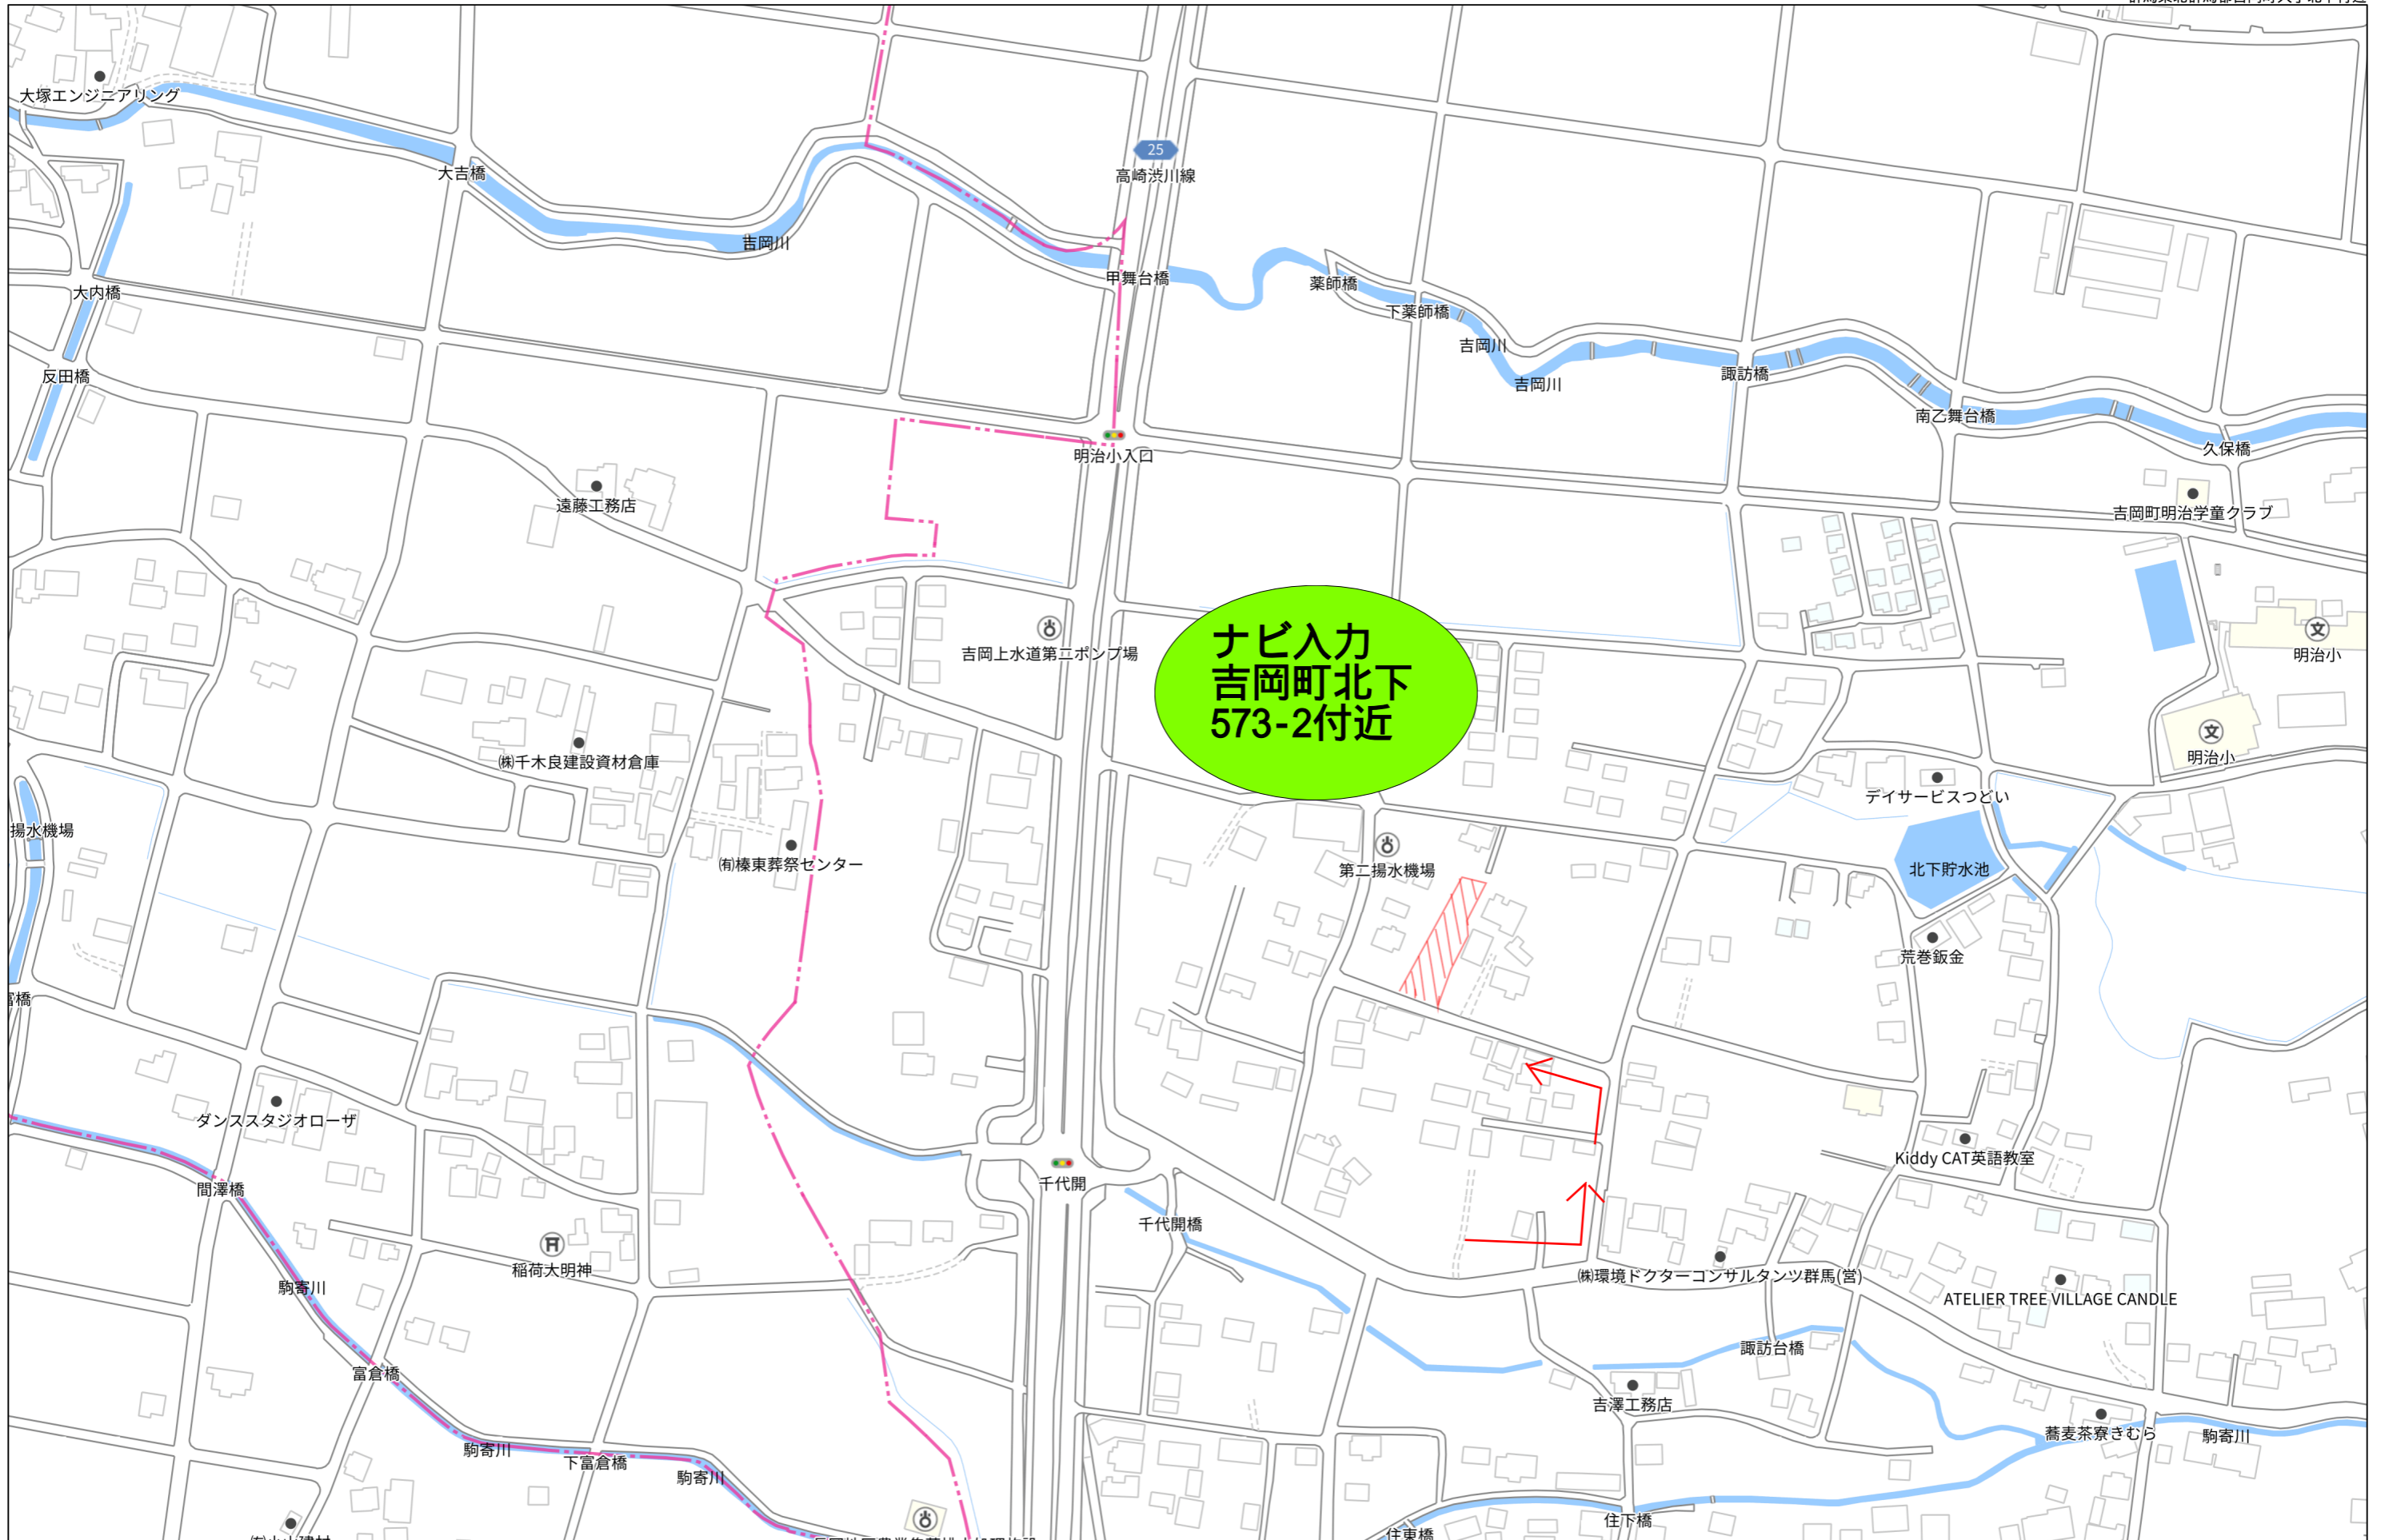 大塚エンジニアリング
大吉橋
25
高崎渋川線
吉岡川
甲舞台橋
薬師橋
下薬師橋
吉岡川
吉岡川
諏訪橋
南乙舞台橋
久保橋
大内橋
反田橋
明治小入口
遠藤工務店
吉岡町明治学童クラブ
ナビ入力
吉岡町北下
573-2付近
吉岡上水道第二ポンプ場
文
明治小
文
明治小
㈱千木良建設資材倉庫
デイサービスつどい
揚水機場
㈲榛東葬祭センター
第二揚水機場
北下貯水池
荒巻鈑金
ダンススタジオローザ
Kiddy CAT英語教室
間澤橋
千代開
千代開橋
稲荷大明神
駒寄川
㈱環境ドクターコンサルタンツ群馬(営)
ATELIER TREE VILLAGE CANDLE
諏訪台橋
富倉橋
吉澤工務店
蕎麦茶寮きむら
駒寄川
駒寄川
下富倉橋
駒寄川
住下橋
住東橋